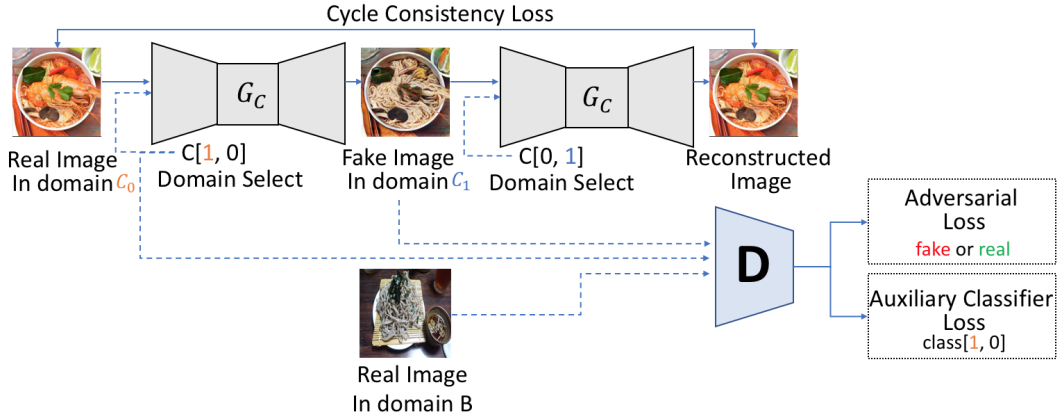 Cycle Consistency Loss
G_C
G_C
Real Image
In domain C_0
C[1, 0]
Domain Select
Fake Image
In domain C_1
C[0, 1]
Domain Select
Reconstructed
Image
D
Adversarial
Loss
fake or real
Auxiliary Classifier
Loss
class[1, 0]
Real Image
In domain B